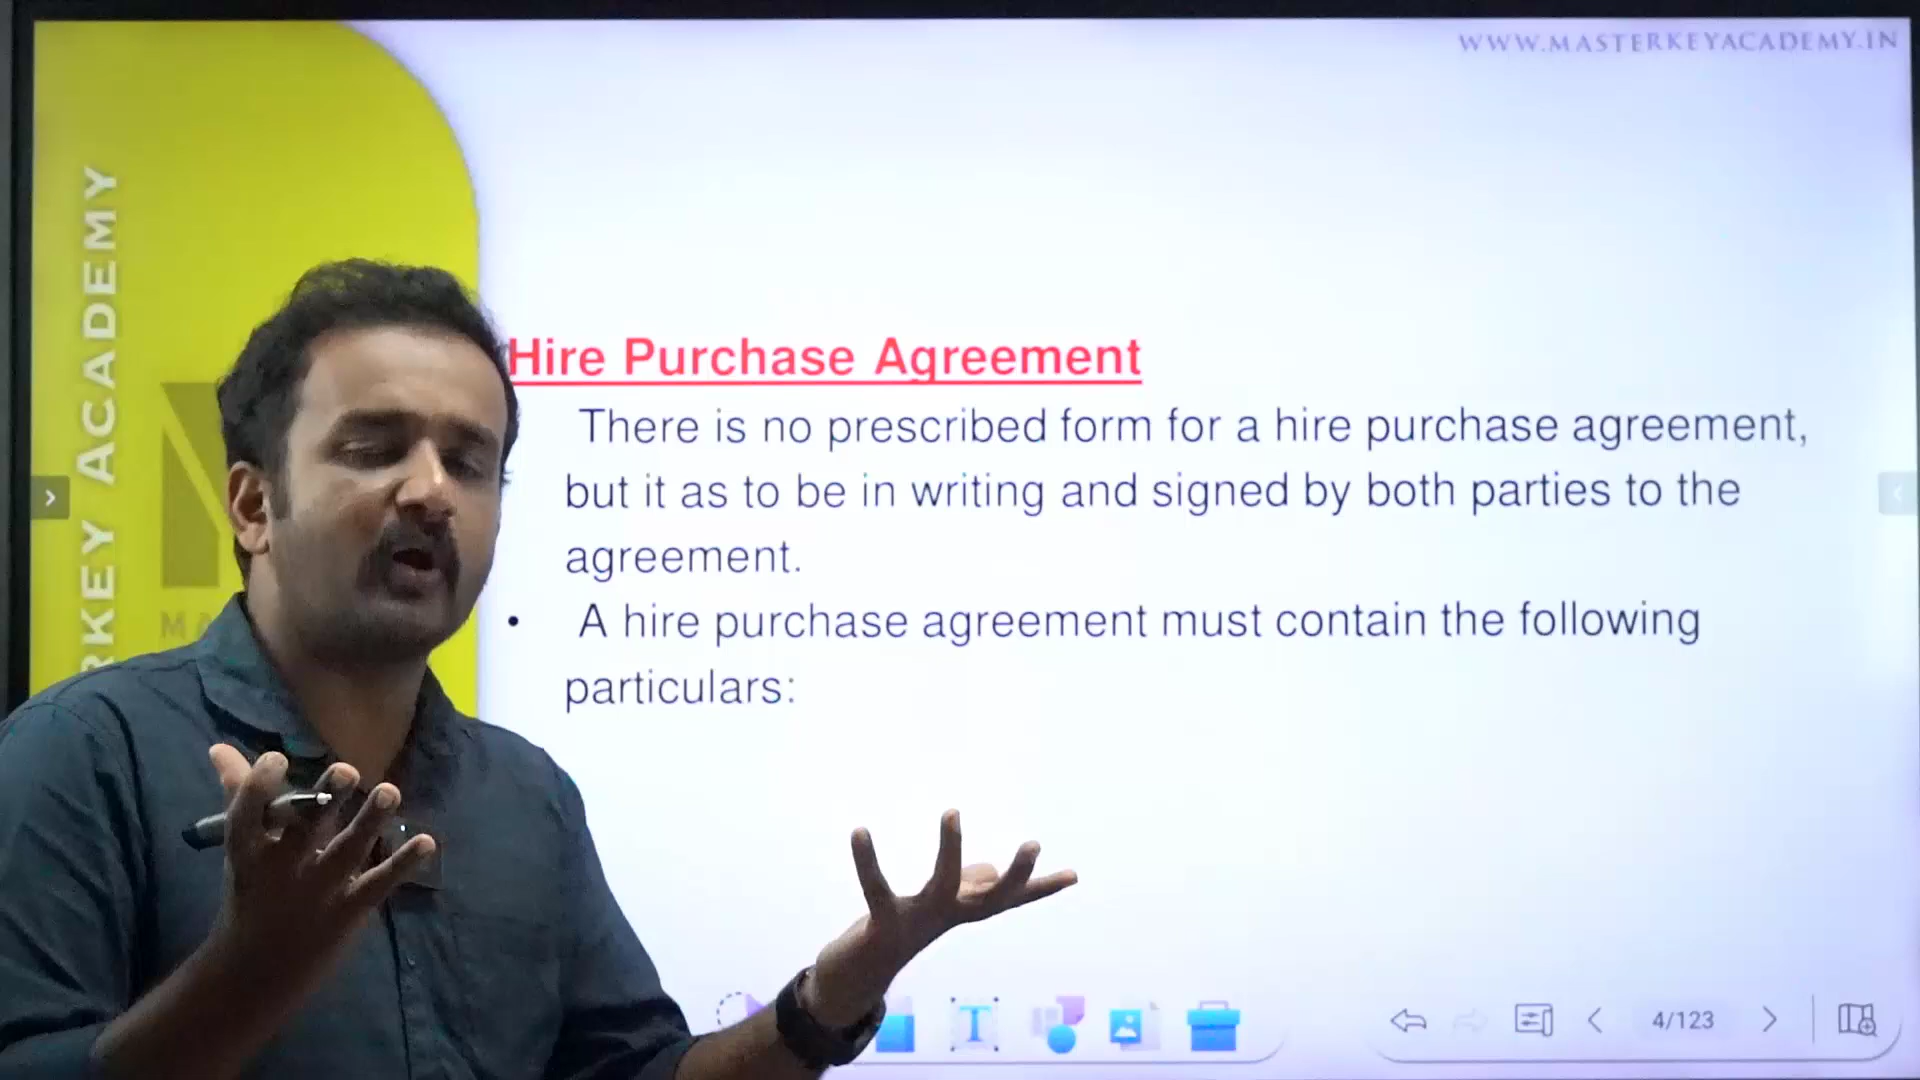 WWW.MASTERKEYACADEMY.IN
RKEY ACADEMY
MA
Hire Purchase Agreement
There is no prescribed form for a hire purchase agreement,
but it as to be in writing and signed by both parties to the
agreement.
• A hire purchase agreement must contain the following
particulars:
T
4/123